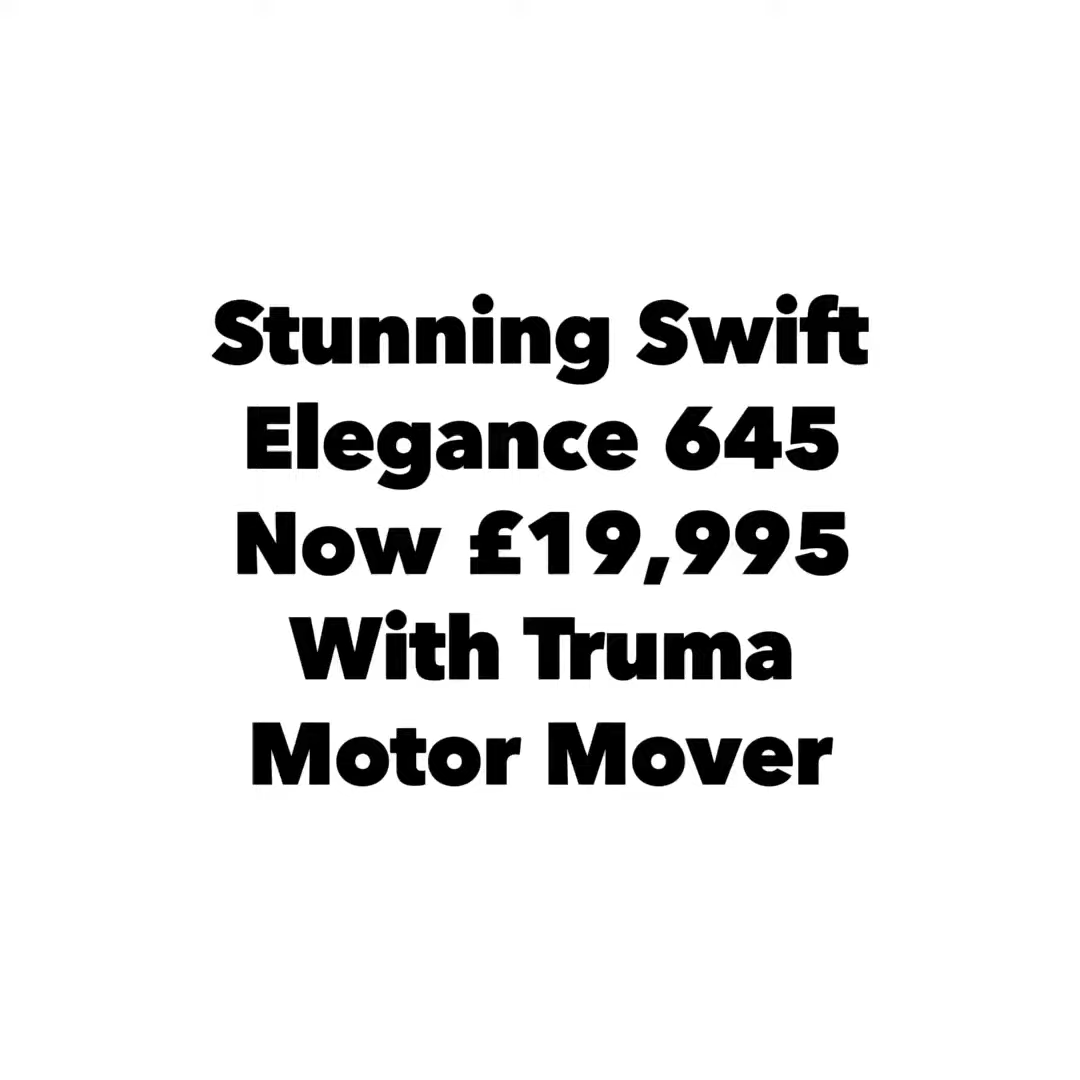 Stunning Swift
Elegance 645
Now £19,995
With Truma
Motor Mover